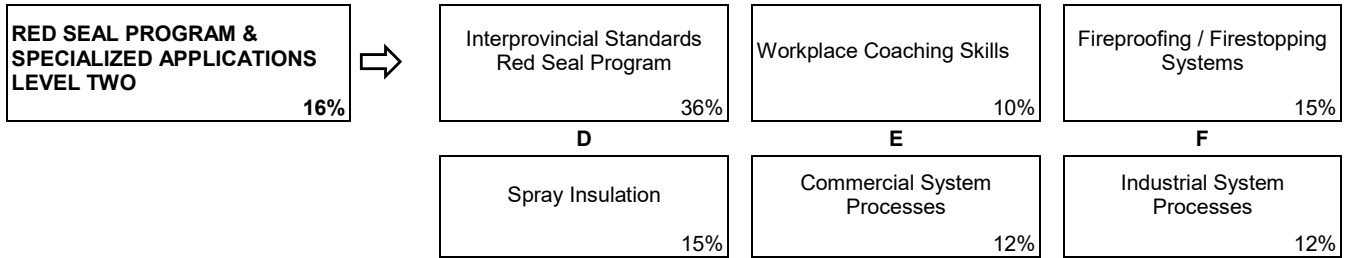 RED SEAL PROGRAM &
SPECIALIZED APPLICATIONS
LEVEL TWO
16%
Interprovincial Standards
Red Seal Program
36%
Workplace Coaching Skills
10%
Fireproofing / Firestopping
Systems
15%
D
E
F
Spray Insulation
15%
Commercial System
Processes
12%
Industrial System
Processes
12%